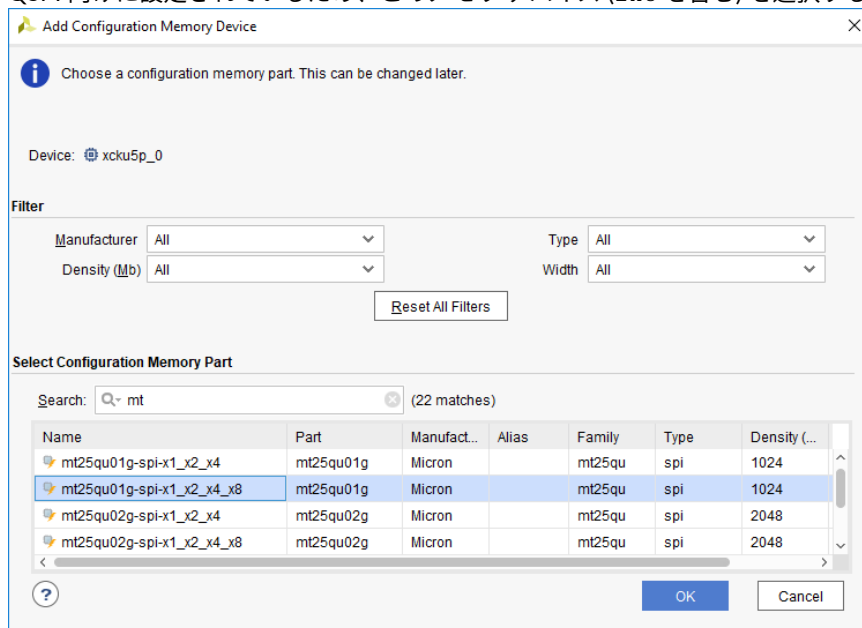 Add Configuration Memory Device
Choose a configuration memory part. This can be changed later.
Device: xcku5p_0
Filter
Manufacturer All Type All
Density (Mb) All Width All
Reset All Filters
Select Configuration Memory Part
Search: mt (22 matches)
Name Part Manufact... Alias Family Type Density (...
mt25qu01g-spi-x1_x2_x4 mt25qu01g Micron mt25qu spi 1024
mt25qu01g-spi-x1_x2_x4_x8 mt25qu01g Micron mt25qu spi 1024
mt25qu02g-spi-x1_x2_x4 mt25qu02g Micron mt25qu spi 2048
mt25qu02g-spi-x1_x2_x4_x8 mt25qu02g Micron mt25qu spi 2048
? OK Cancel